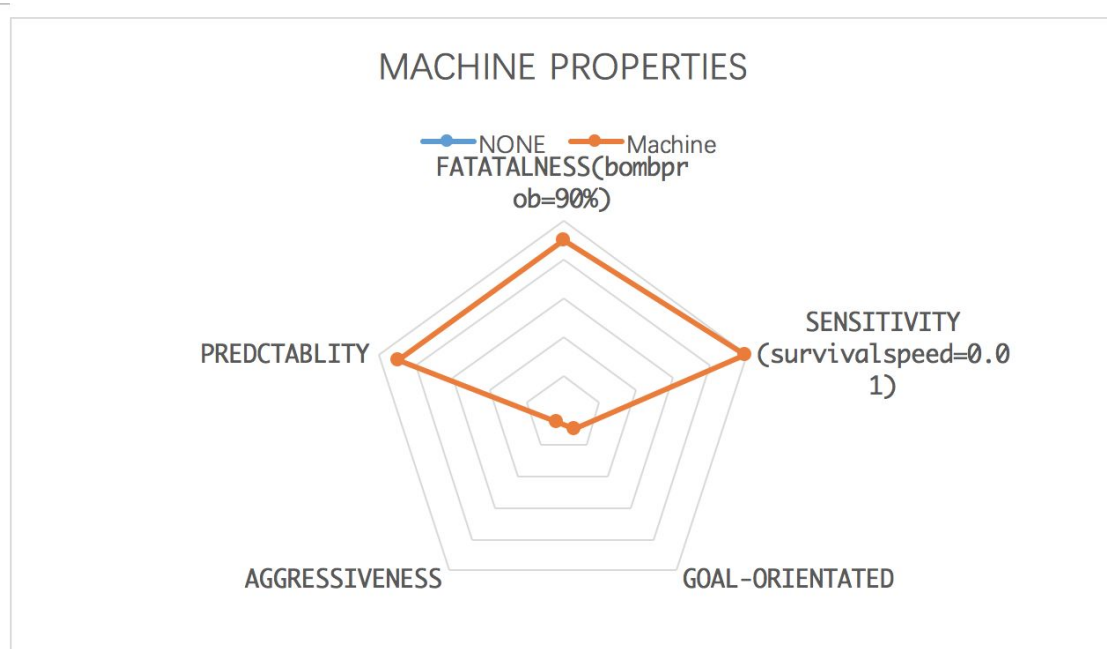 MACHINE PROPERTIES
NONE Machine
FATATALNESS(bombpr
ob=90%)
SENSITIVITY
(survivalspeed=0.0
1)
PREDCTABLITY
AGGRESSIVENESS
GOAL-ORIENTATED